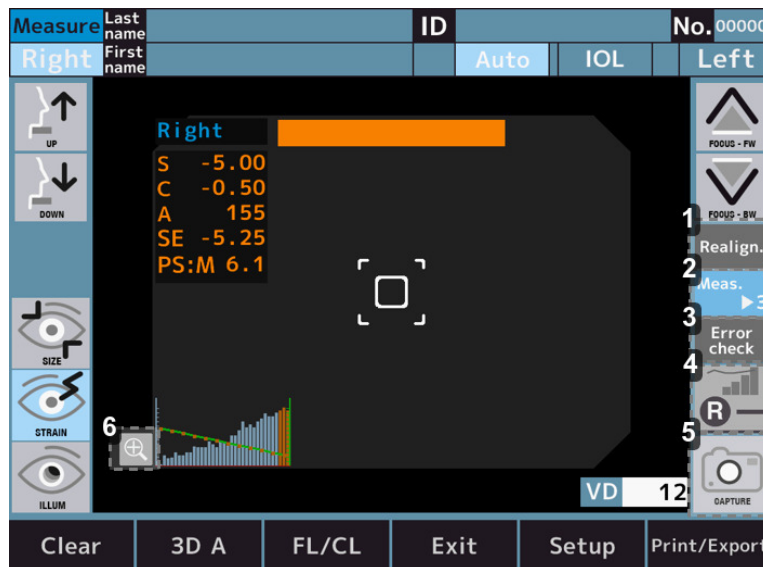 Measure Last name ID No. 00000
Right First name Auto IOL Left
UP
DOWN
SIZE
STRAIN
ILLUM
Right
S -5.00
C -0.50
A 155
SE -5.25
PS:M 6.1
6
VD 12
FOCUS - FW
FOCUS - BW
1
Realign.
2
Meas.
▶3
3
Error
check
4
R
5
CAPTURE
Clear 3D A FL/CL Exit Setup Print/Export